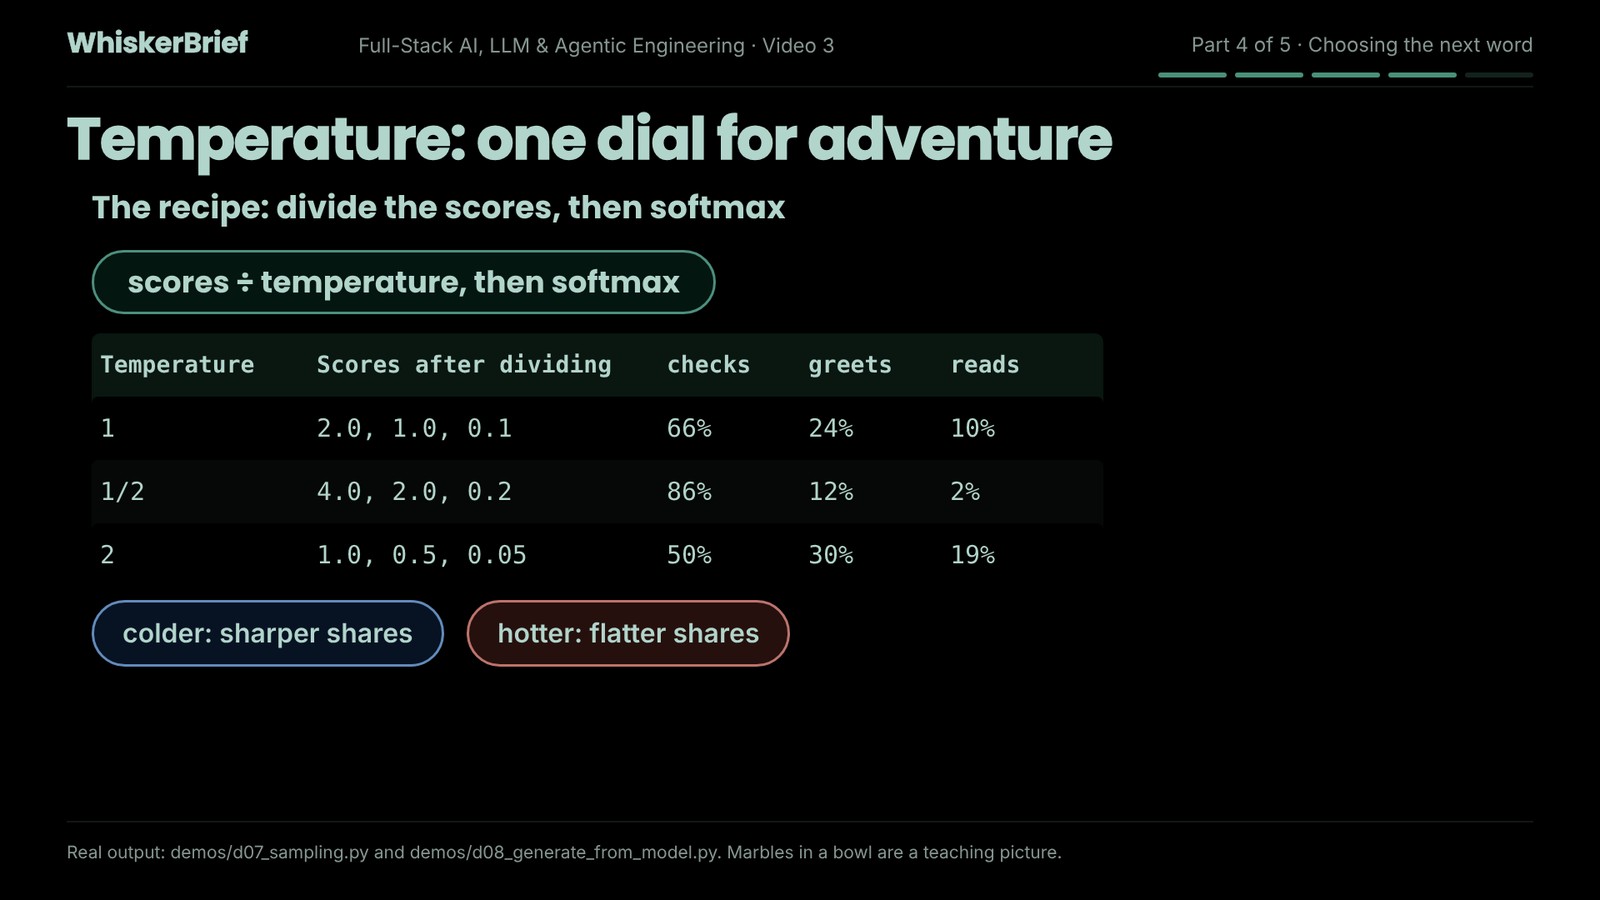 WhiskerBrief
Full-Stack AI, LLM & Agentic Engineering · Video 3
Part 4 of 5 · Choosing the next word
Temperature: one dial for adventure
The recipe: divide the scores, then softmax
scores ÷ temperature, then softmax
Temperature Scores after dividing checks greets reads
1 2.0, 1.0, 0.1 66% 24% 10%
1/2 4.0, 2.0, 0.2 86% 12% 2%
2 1.0, 0.5, 0.05 50% 30% 19%
colder: sharper shares
hotter: flatter shares
Real output: demos/d07_sampling.py and demos/d08_generate_from_model.py. Marbles in a bowl are a teaching picture.